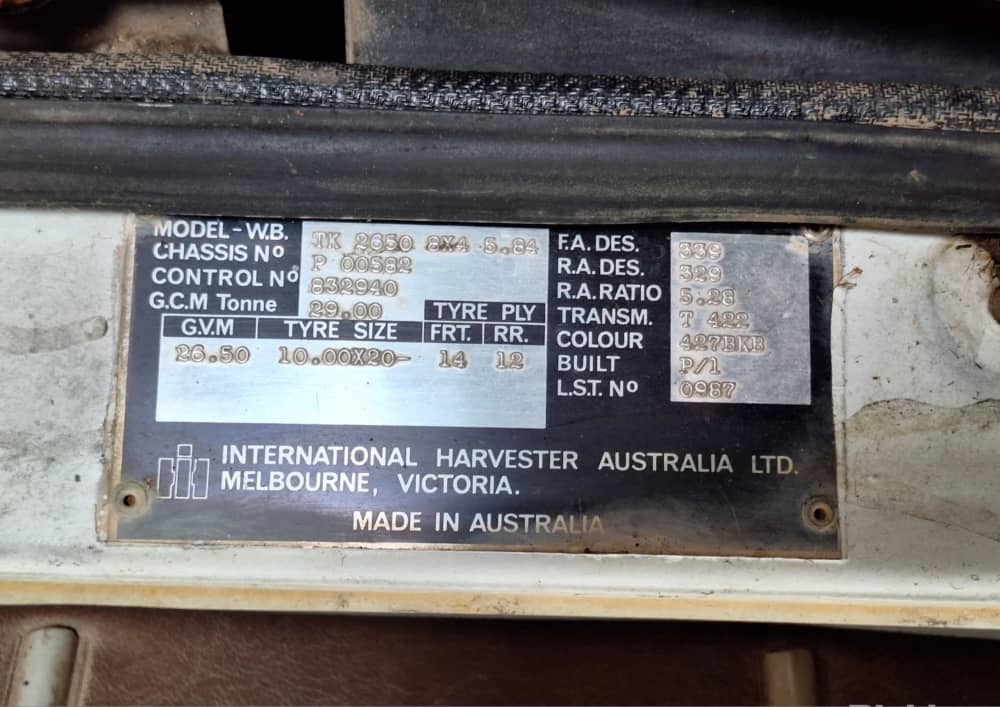 MODEL-W.B. TK 2650 8X4 5.84
CHASSIS Nº P 00582
CONTROL Nº 832940
G.C.M Tonne 29.00 TYRE PLY
G.V.M TYRE SIZE FRT. RR.
26.50 10.00X20- 14 12
F.A. DES. 339
R.A. DES. 329
R.A. RATIO 5.28
TRANSM. T 422
COLOUR 427BKB
BUILT P/1
L.S.T. Nº 0987
INTERNATIONAL HARVESTER AUSTRALIA LTD.
MELBOURNE, VICTORIA.
MADE IN AUSTRALIA